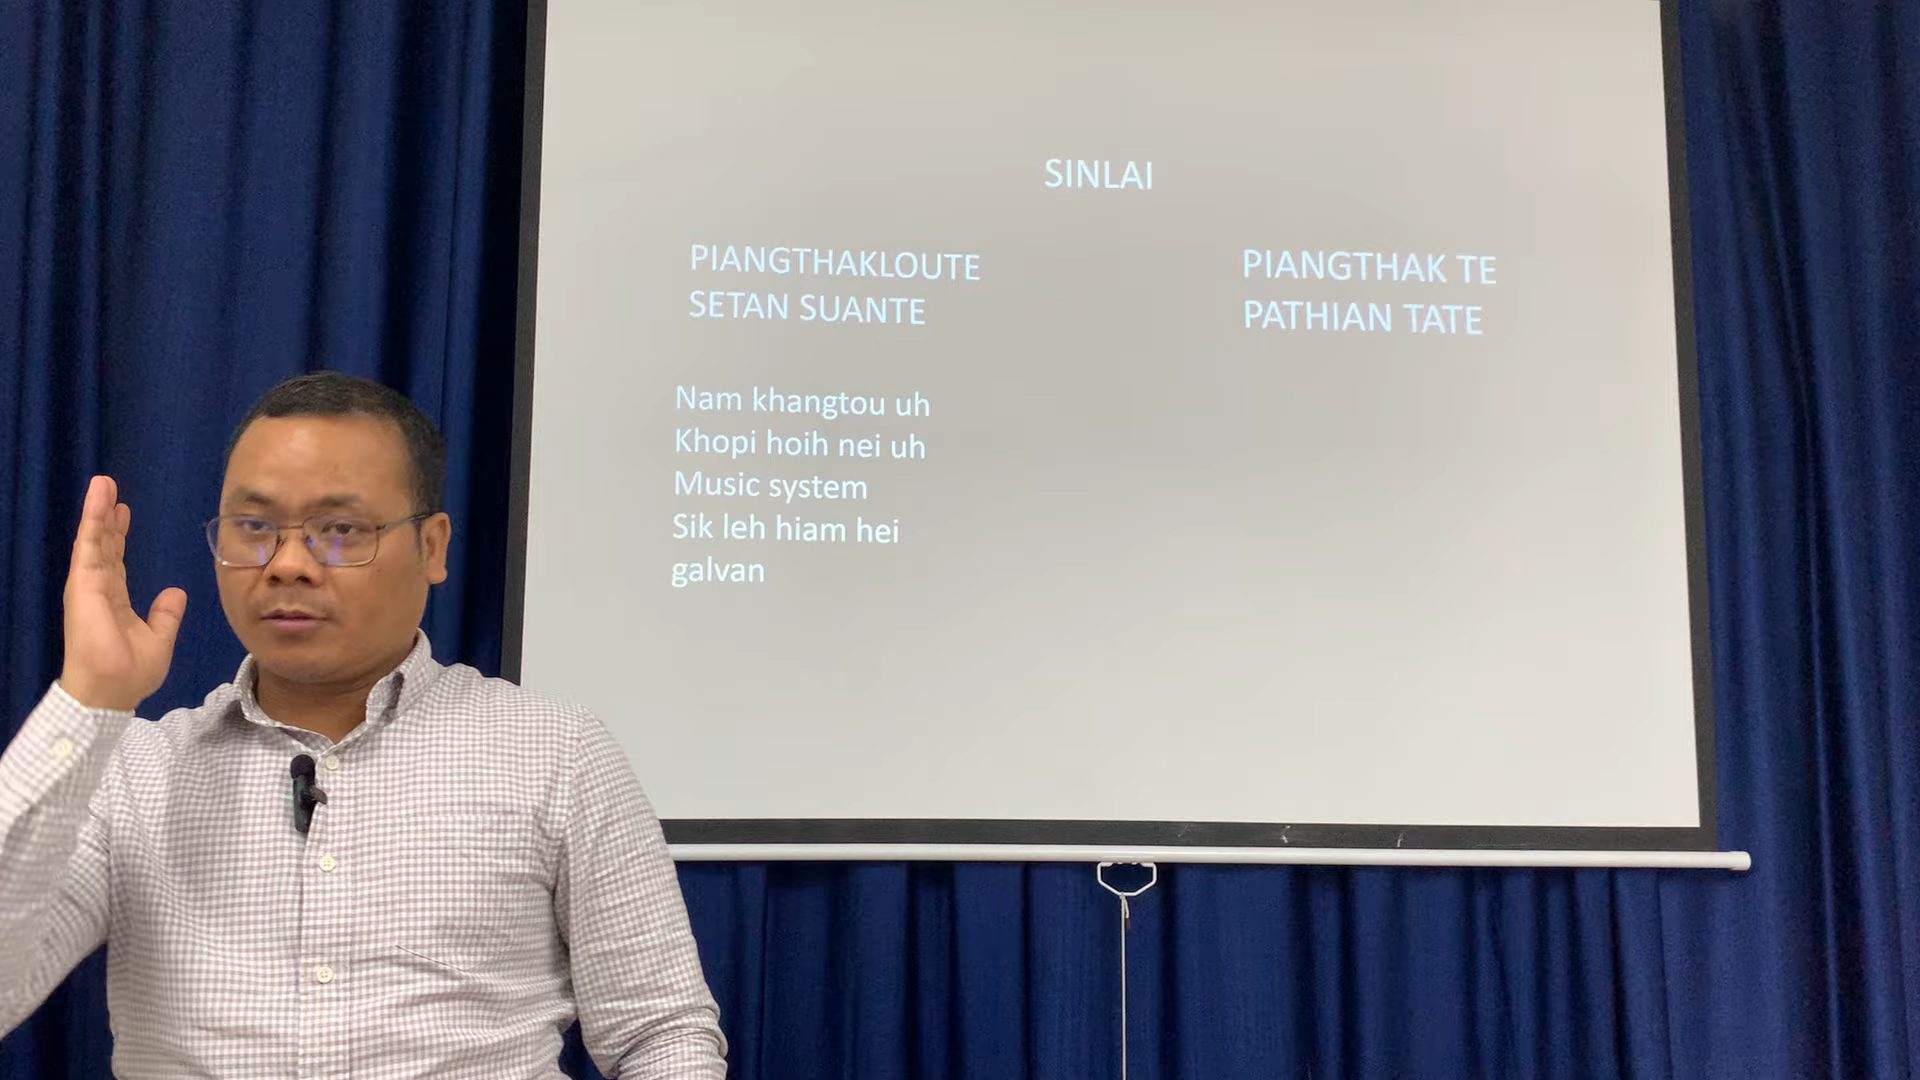 SINLAI
PIANGTHAKLOUTE
SETAN SUANTE
PIANGTHAK TE
PATHIAN TATE
Nam khangtou uh
Khopi hoih nei uh
Music system
Sik leh hiam hei
galvan